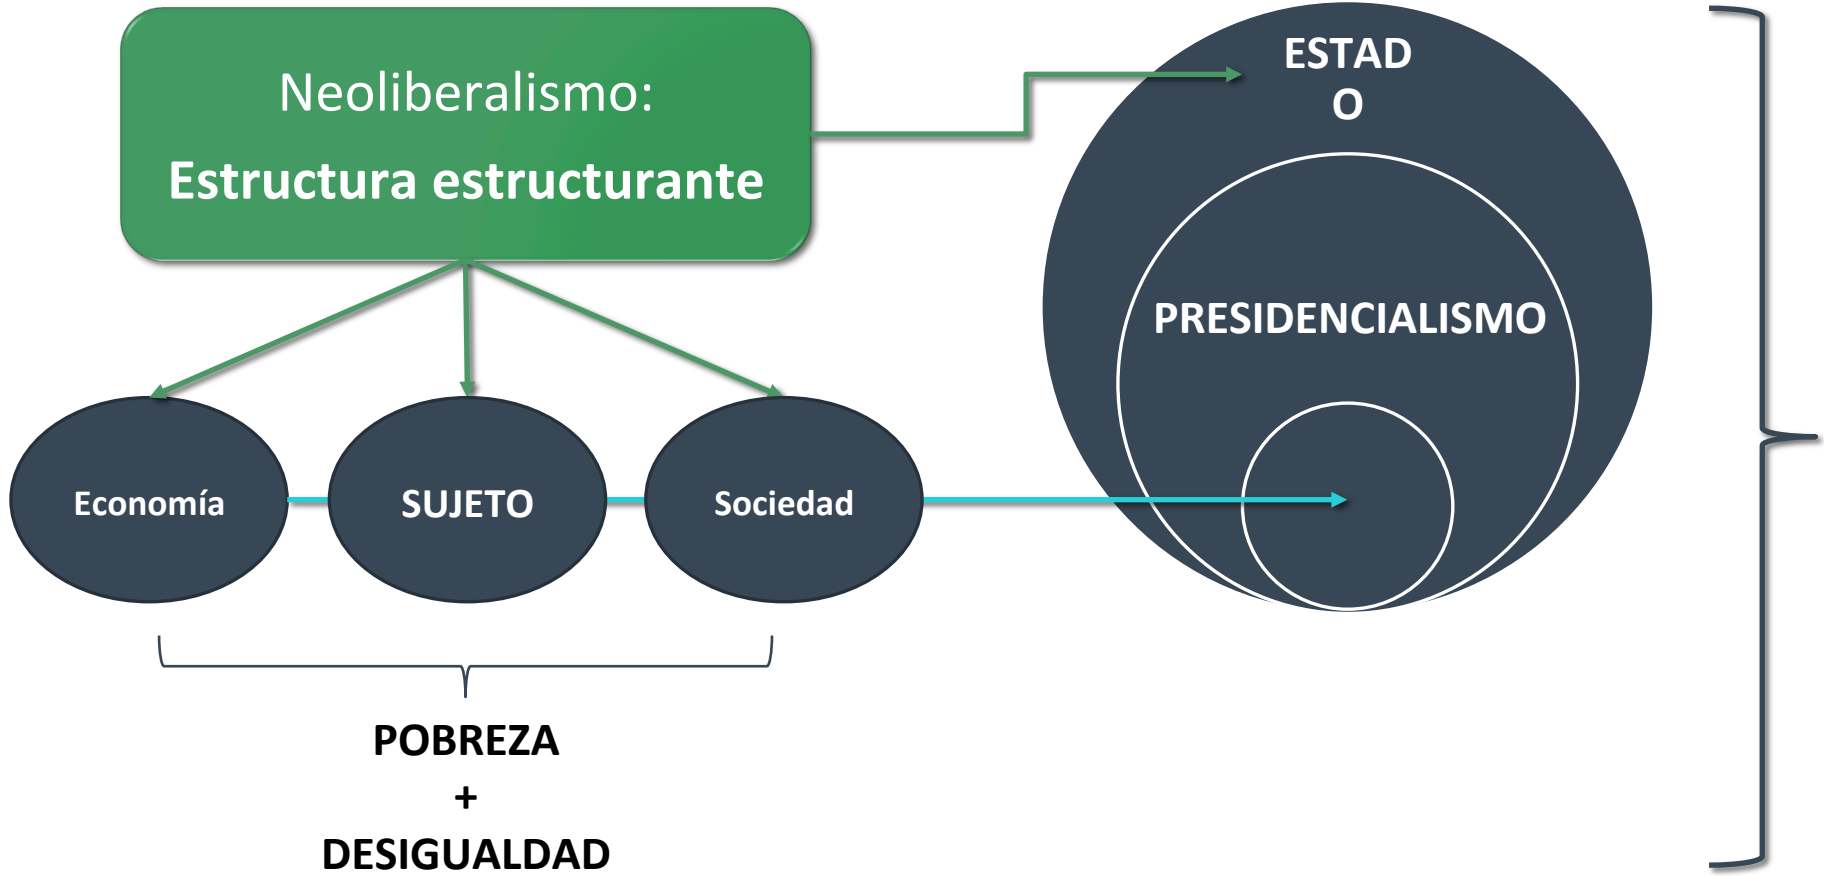 Neoliberalismo:
Estructura estructurante
ESTAD
O
PRESIDENCIALISMO
Economía
SUJETO
Sociedad
POBREZA
+
DESIGUALDAD